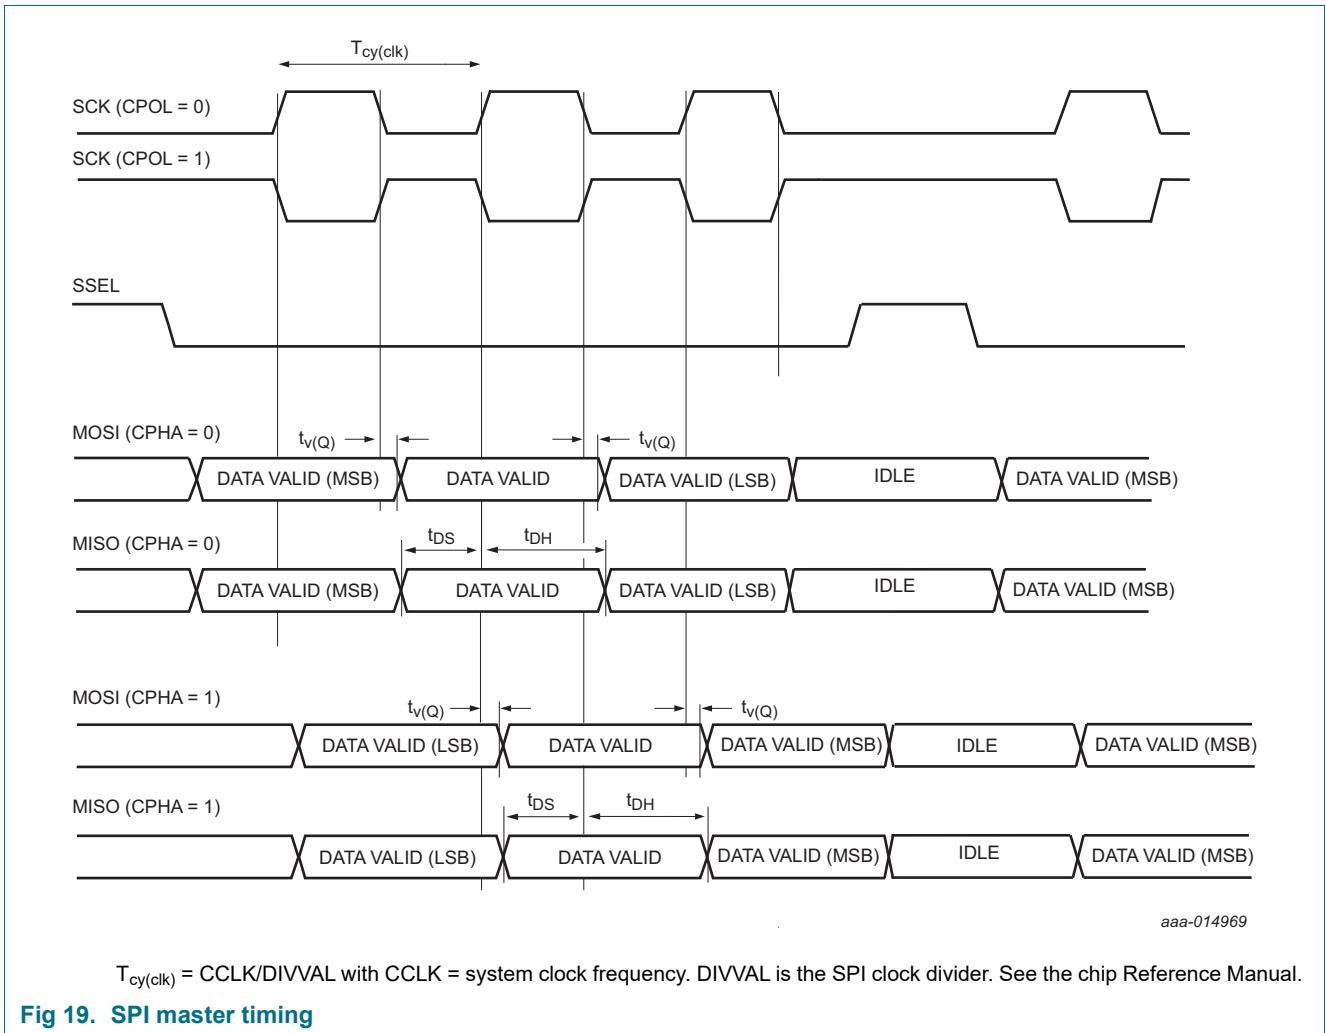 Tcy(clk)
SCK (CPOL = 0)
SCK (CPOL = 1)
SSEL
MOSI (CPHA = 0)
tv(Q) tv(Q)
DATA VALID (MSB) DATA VALID DATA VALID (LSB) IDLE DATA VALID (MSB)
MISO (CPHA = 0)
tDS tDH
DATA VALID (MSB) DATA VALID DATA VALID (LSB) IDLE DATA VALID (MSB)
MOSI (CPHA = 1)
tv(Q) tv(Q)
DATA VALID (LSB) DATA VALID DATA VALID (MSB) IDLE DATA VALID (MSB)
MISO (CPHA = 1)
tDS tDH
DATA VALID (LSB) DATA VALID DATA VALID (MSB) IDLE DATA VALID (MSB)
aaa-014969
Tcy(clk) = CCLK/DIVVAL with CCLK = system clock frequency. DIVVAL is the SPI clock divider. See the chip Reference Manual.
Fig 19. SPI master timing